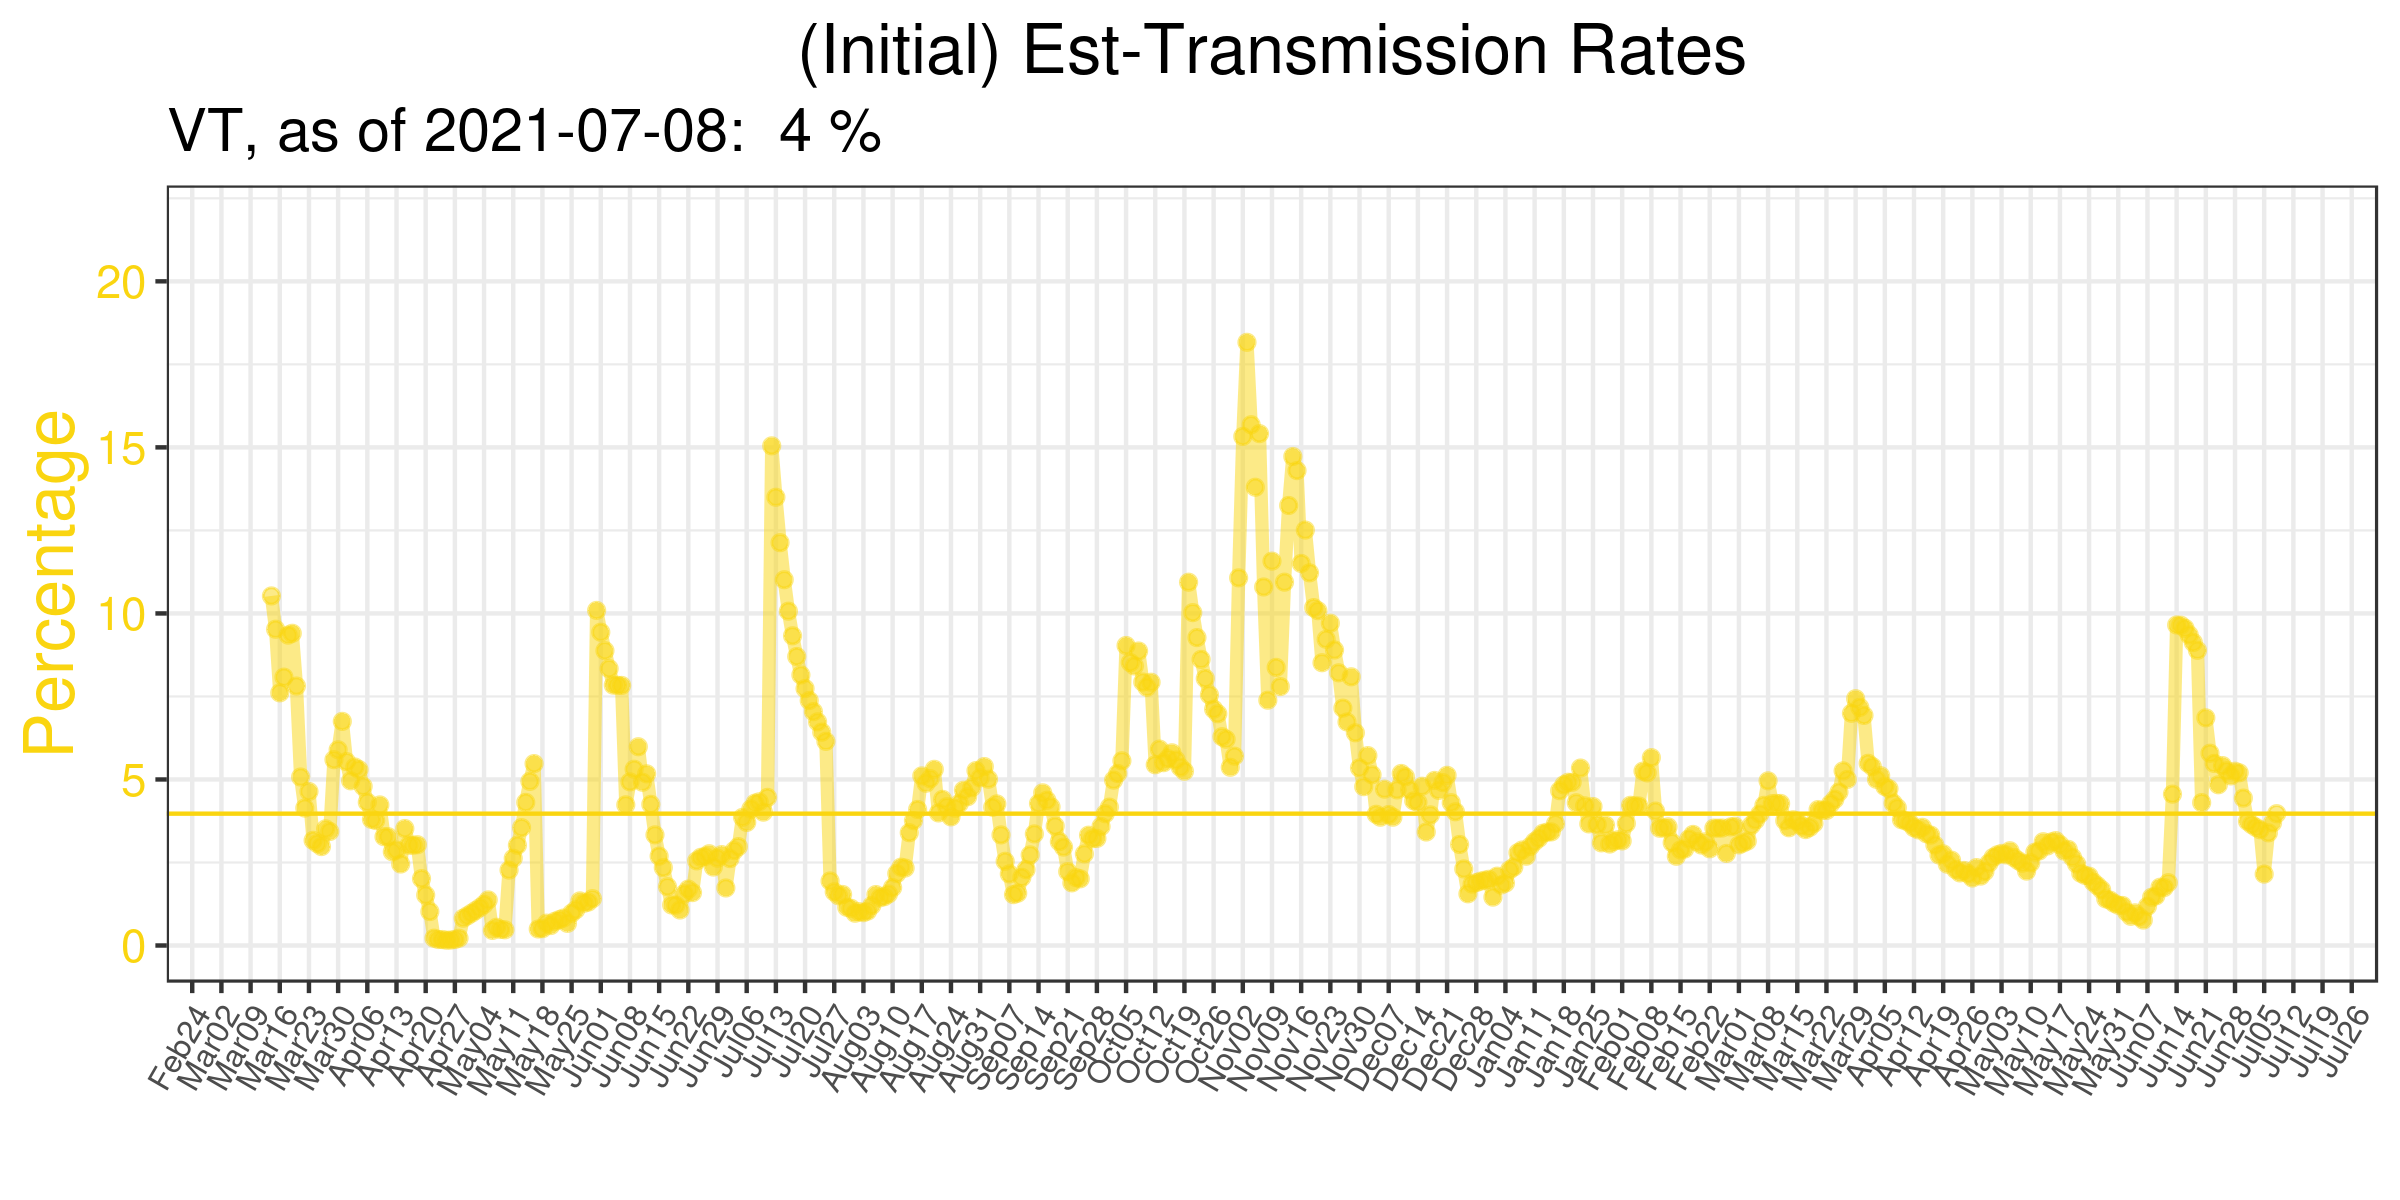 (Initial) Est-Transmission Rates
VT, as of 2021-07-08:  4 %
Percentage
20
15
10
5
0
Feb24
Mar02
Mar09
Mar16
Mar23
Mar30
Apr06
Apr13
Apr20
Apr27
May04
May11
May18
May25
Jun01
Jun08
Jun15
Jun22
Jun29
Jul06
Jul13
Jul20
Jul27
Aug03
Aug10
Aug17
Aug24
Aug31
Sep07
Sep14
Sep21
Sep28
Oct05
Oct12
Oct19
Oct26
Nov02
Nov09
Nov16
Nov23
Nov30
Dec07
Dec14
Dec21
Dec28
Jan04
Jan11
Jan18
Jan25
Feb01
Feb08
Feb15
Feb22
Mar01
Mar08
Mar15
Mar22
Mar29
Apr05
Apr12
Apr19
Apr26
May03
May10
May17
May24
May31
Jun07
Jun14
Jun21
Jun28
Jul05
Jul12
Jul19
Jul26